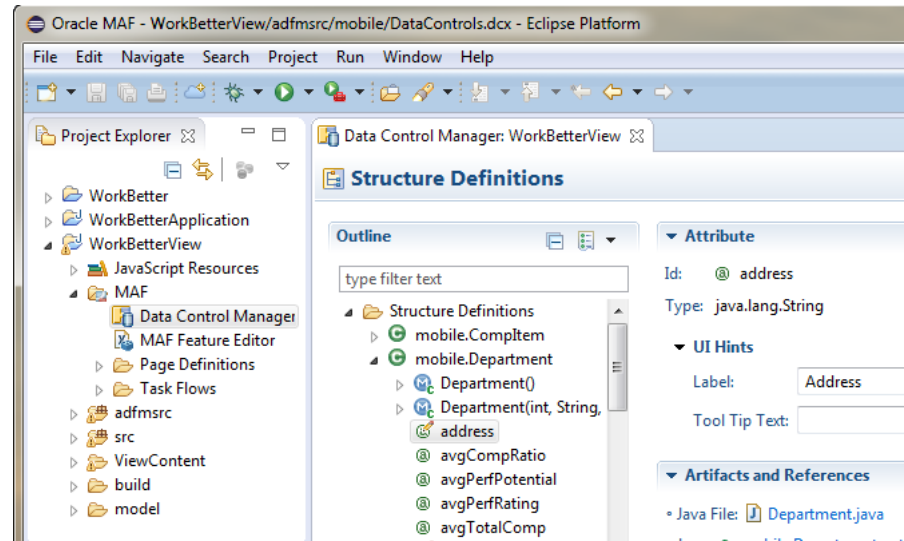 Oracle MAF - WorkBetterView/adfmsrc/mobile/DataControls.dcx - Eclipse Platform
File Edit Navigate Search Project Run Window Help
Project Explorer
WorkBetter
WorkBetterApplication
WorkBetterView
JavaScript Resources
MAF
Data Control Manager
MAF Feature Editor
Page Definitions
Task Flows
adfmsrc
src
ViewContent
build
model
Data Control Manager: WorkBetterView
Structure Definitions
Outline
type filter text
Structure Definitions
mobile.CompItem
mobile.Department
Department()
Department(int, String,
address
avgCompRatio
avgPerfPotential
avgPerfRating
avgTotalComp
Attribute
Id: address
Type: java.lang.String
UI Hints
Label: Address
Tool Tip Text:
Artifacts and References
Java File: Department.java